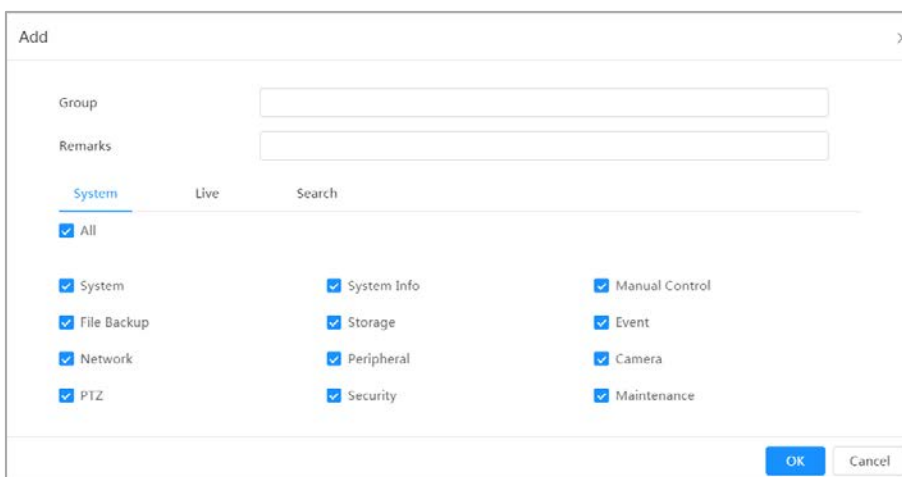 Add
Group
Remarks
System Live Search
All
System System Info Manual Control
File Backup Storage Event
Network Peripheral Camera
PTZ Security Maintenance
OK Cancel